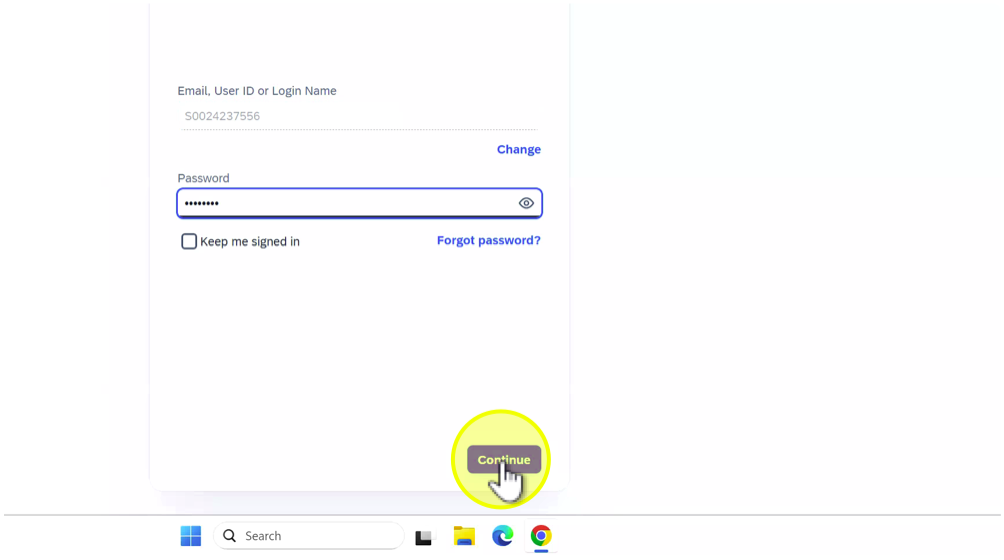 Email, User ID or Login Name
S0024237556
Change
Password
••••••••
Keep me signed in
Forgot password?
Continue
Search